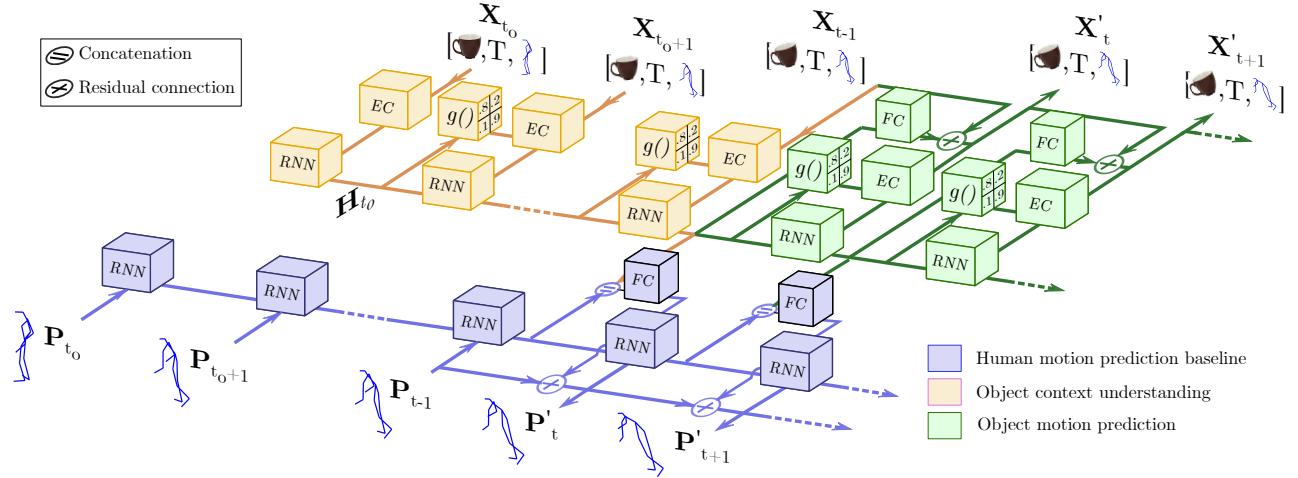 Concatenation
Residual connection
X_{t_o}
[ ,T, ]
X_{t_o+1}
[ ,T, ]
X_{t-1}
[ ,T, ]
X'_t
[ ,T, ]
X'_{t+1}
[ ,T, ]
EC
g() .8 .2 .1 .9
EC
RNN
RNN
H_{t_0}
g() .8 .2 .1 .9
EC
RNN
FC
g() .8 .2 .1 .9
EC
RNN
FC
g() .8 .2 .1 .9
EC
RNN
RNN
RNN
RNN
FC
RNN
FC
RNN
P_{t_o}
P_{t_o+1}
P_{t-1}
P'_t
P'_{t+1}
Human motion prediction baseline
Object context understanding
Object motion prediction